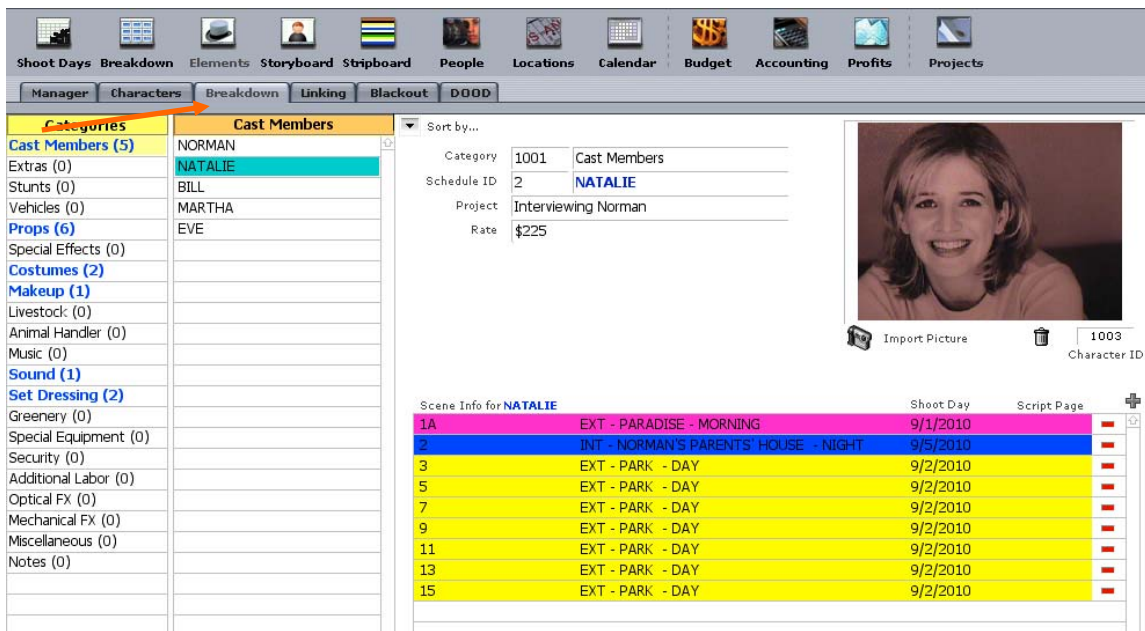 Shoot Days Breakdown Elements Storyboard Stripboard People Locations Calendar Budget Accounting Profits Projects
Manager Characters Breakdown Linking Blackout DOOD
Categories
Cast Members (5)
Extras (0)
Stunts (0)
Vehicles (0)
Props (6)
Special Effects (0)
Costumes (2)
Makeup (1)
Livestock (0)
Animal Handler (0)
Music (0)
Sound (1)
Set Dressing (2)
Greenery (0)
Special Equipment (0)
Security (0)
Additional Labor (0)
Optical FX (0)
Mechanical FX (0)
Miscellaneous (0)
Notes (0)
Cast Members
NORMAN
NATALIE
BILL
MARTHA
EVE
Sort by...
Category 1001 Cast Members
Schedule ID 2 NATALIE
Project Interviewing Norman
Rate $225
Import Picture 1003
Character ID
Scene Info for NATALIE Shoot Day Script Page
1A EXT - PARADISE - MORNING 9/1/2010
2 INT - NORMAN'S PARENTS' HOUSE - NIGHT 9/5/2010
3 EXT - PARK - DAY 9/2/2010
5 EXT - PARK - DAY 9/2/2010
7 EXT - PARK - DAY 9/2/2010
9 EXT - PARK - DAY 9/2/2010
11 EXT - PARK - DAY 9/2/2010
13 EXT - PARK - DAY 9/2/2010
15 EXT - PARK - DAY 9/2/2010